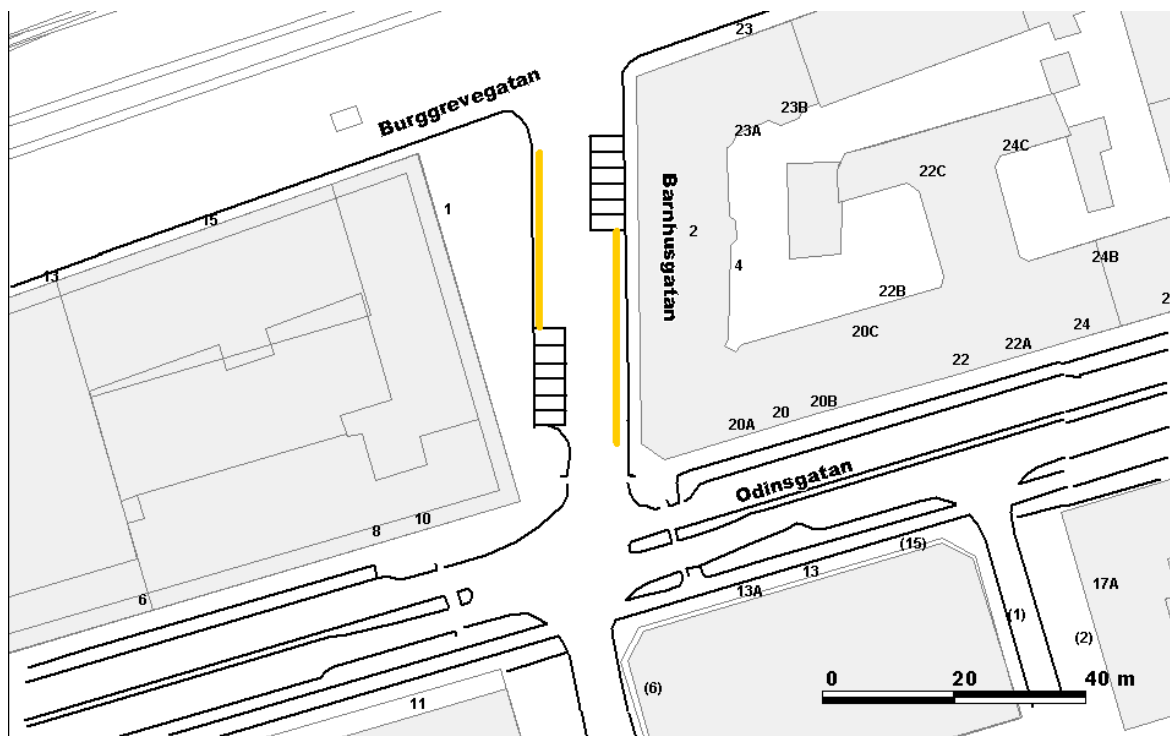 23
Burggrevegatan
23B
23A
24C
22C
Barnhusgatan
1
15
2
13
4
24B
22B
2
20C
24
22A
22
20B
20
20A
Odinsgatan
10
8
(15)
13
13A
6
17A
(1)
(2)
(6)
0 20 40 m
11